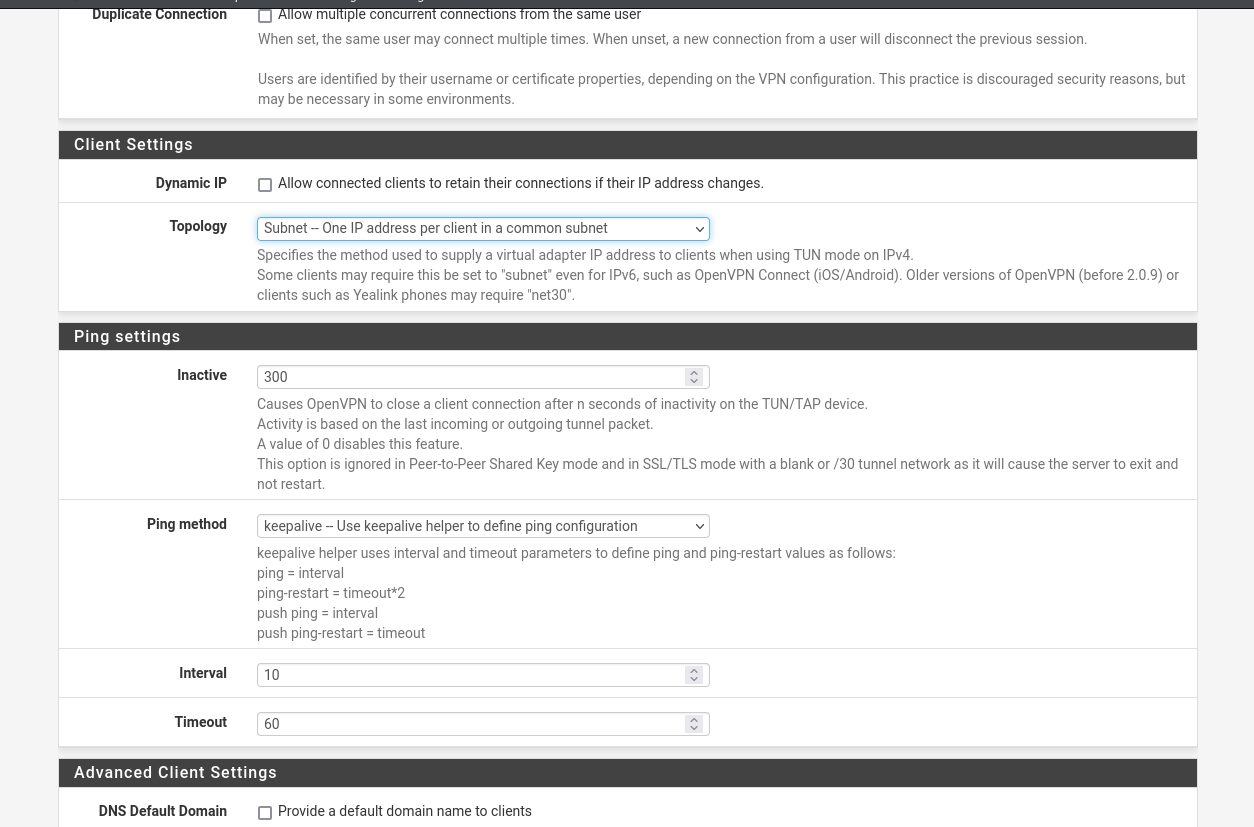 Duplicate Connection
Allow multiple concurrent connections from the same user
When set, the same user may connect multiple times. When unset, a new connection from a user will disconnect the previous session.
Users are identified by their username or certificate properties, depending on the VPN configuration. This practice is discouraged security reasons, but
may be necessary in some environments.
Client Settings
Dynamic IP
Allow connected clients to retain their connections if their IP address changes.
Topology
Subnet -- One IP address per client in a common subnet
Specifies the method used to supply a virtual adapter IP address to clients when using TUN mode on IPv4.
Some clients may require this be set to "subnet" even for IPv6, such as OpenVPN Connect (iOS/Android). Older versions of OpenVPN (before 2.0.9) or
clients such as Yealink phones may require "net30".
Ping settings
Inactive
300
Causes OpenVPN to close a client connection after n seconds of inactivity on the TUN/TAP device.
Activity is based on the last incoming or outgoing tunnel packet.
A value of 0 disables this feature.
This option is ignored in Peer-to-Peer Shared Key mode and in SSL/TLS mode with a blank or /30 tunnel network as it will cause the server to exit and
not restart.
Ping method
keepalive -- Use keepalive helper to define ping configuration
keepalive helper uses interval and timeout parameters to define ping and ping-restart values as follows:
ping = interval
ping-restart = timeout*2
push ping = interval
push ping-restart = timeout
Interval
10
Timeout
60
Advanced Client Settings
DNS Default Domain
Provide a default domain name to clients